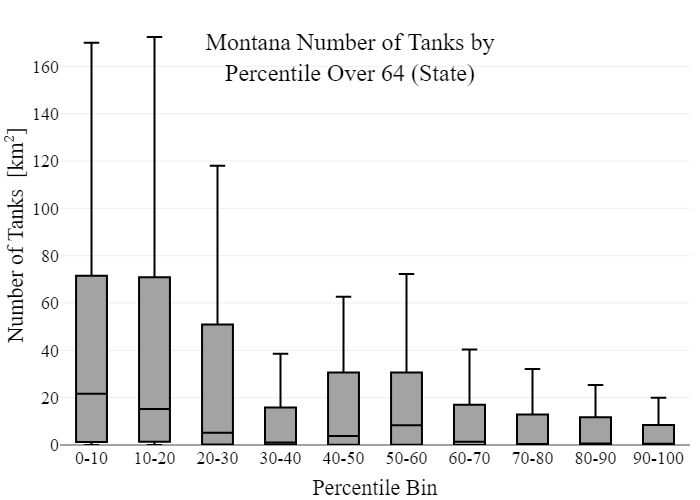 Montana Number of Tanks by
Percentile Over 64 (State)
Number of Tanks [km²]
160
140
120
100
80
60
40
20
0
0-10 10-20 20-30 30-40 40-50 50-60 60-70 70-80 80-90 90-100
Percentile Bin